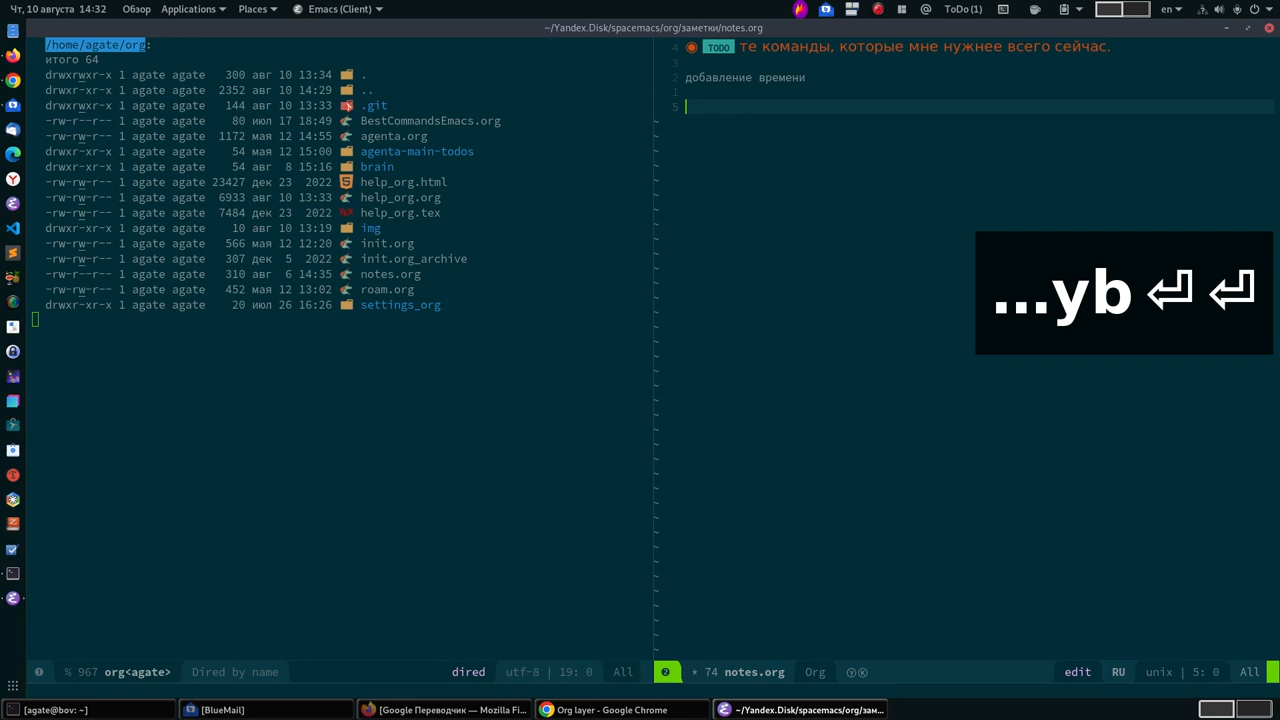 Чт, 10 августа 14:32 Обзор Applications Places Emacs (Client) ToDo(1) en
~/Yandex.Disk/spacemacs/org/заметки/notes.org
/home/agate/org:
итого 64
drwxrwxr-x 1 agate agate 300 авг 10 13:34 .
drwxrwxr-x 1 agate agate 2352 авг 10 14:29 ..
drwxrwxr-x 1 agate agate 144 авг 10 13:33 .git
-rw-r--r-- 1 agate agate 80 июл 17 18:49 BestCommandsEmacs.org
-rw-rw-r-- 1 agate agate 1172 мая 12 14:55 agenta.org
drwxrwxr-x 1 agate agate 54 мая 12 15:00 agenta-main-todos
drwxrwxr-x 1 agate agate 54 авг 8 15:16 brain
-rw-rw-r-- 1 agate agate 23427 дек 23 2022 help_org.html
-rw-rw-r-- 1 agate agate 6933 авг 10 13:33 help_org.org
-rw-rw-r-- 1 agate agate 7484 дек 23 2022 help_org.tex
drwxr-xr-x 1 agate agate 10 авг 10 13:19 img
-rw-rw-r-- 1 agate agate 566 мая 12 12:20 init.org
-rw-rw-r-- 1 agate agate 307 дек 5 2022 init.org_archive
-rw-rw-r-- 1 agate agate 310 авг 6 14:35 notes.org
-rw-rw-r-- 1 agate agate 452 мая 12 13:02 roam.org
drwxr-xr-x 1 agate agate 20 июл 26 16:26 settings_org
4 TODO те команды, которые мне нужнее всего сейчас.
3
2 добавление времени
1
5
...yb⏎⏎
% 967 org<agate> Dired by name dired utf-8 | 19: 0 All
* 74 notes.org Org edit RU unix | 5: 0 All
[agate@bov: ~] [BlueMail] [Google Переводчик — Mozilla Fi... Org layer - Google Chrome ~/Yandex.Disk/spacemacs/org/зам...